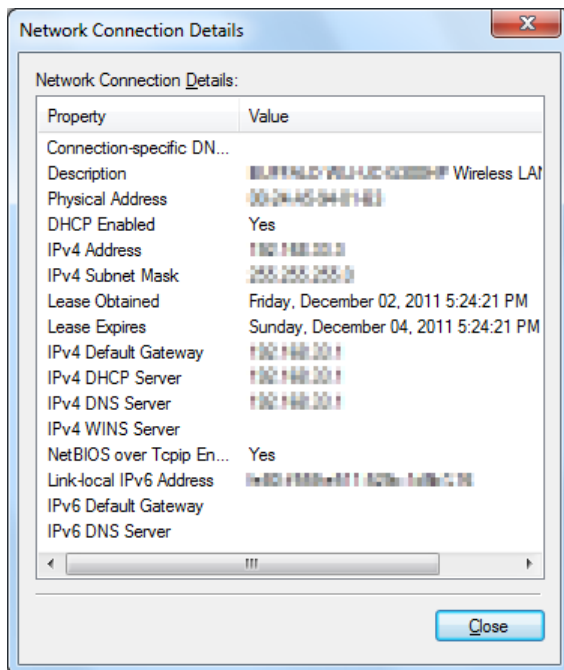 Network Connection Details
Network Connection Details:
Property Value
Connection-specific DN...
Description Wireless LAN
Physical Address
DHCP Enabled Yes
IPv4 Address
IPv4 Subnet Mask
Lease Obtained Friday, December 02, 2011 5:24:21 PM
Lease Expires Sunday, December 04, 2011 5:24:21 PM
IPv4 Default Gateway
IPv4 DHCP Server
IPv4 DNS Server
IPv4 WINS Server
NetBIOS over Tcpip En... Yes
Link-local IPv6 Address
IPv6 Default Gateway
IPv6 DNS Server
Close